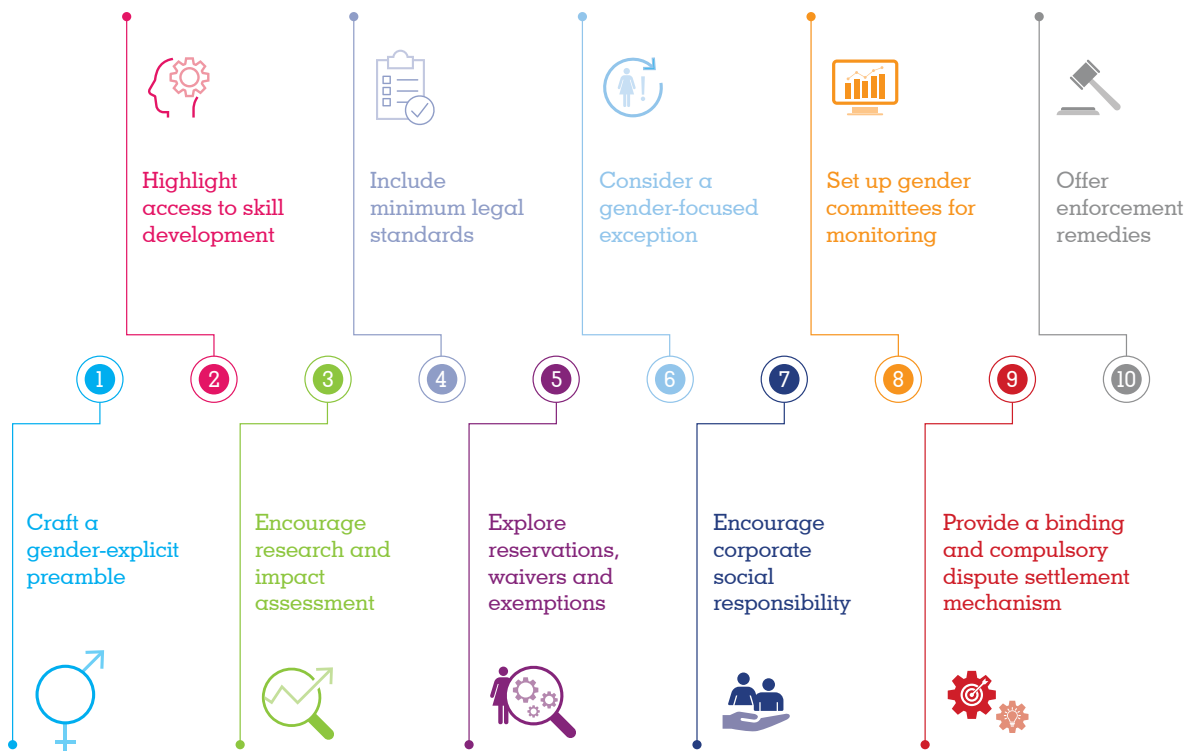 Highlight
access to skill
development
Include
minimum legal
standards
Consider a
gender-focused
exception
Set up gender
committees for
monitoring
Offer
enforcement
remedies
1
2
3
4
5
6
7
8
9
10
Craft a
gender-explicit
preamble
Encourage
research and
impact
assessment
Explore
reservations,
waivers and
exemptions
Encourage
corporate
social
responsibility
Provide a binding
and compulsory
dispute settlement
mechanism